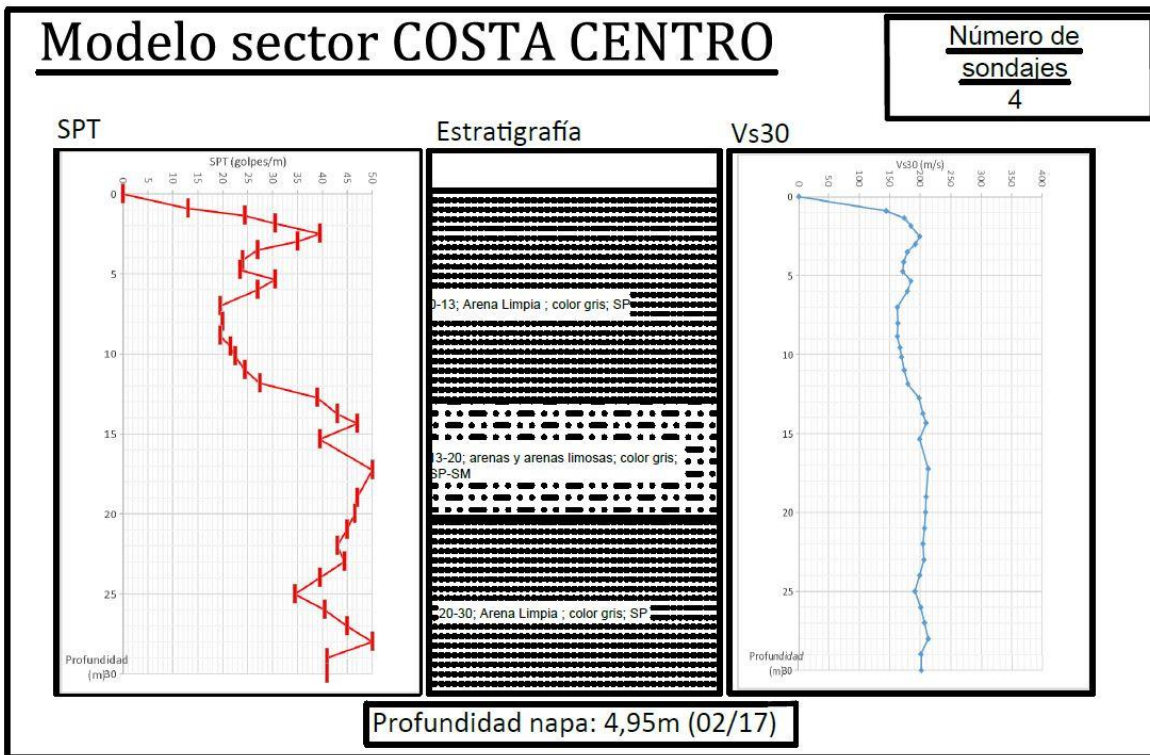 Modelo sector COSTA CENTRO
Número de
sondajes
4
SPT
Estratigrafía
Vs30
SPT (golpes/m)
0 5 10 15 20 25 30 35 40 45 50
0
5
10
15
20
25
Profundidad
(m)30
0-13; Arena Limpia ; color gris; SP
13-20; arenas y arenas limosas; color gris;
SP-SM
20-30; Arena Limpia ; color gris; SP
Vs30 (m/s)
0 50 100 150 200 250 300 350 400
0
5
10
15
20
25
Profundidad
(m)30
Profundidad napa: 4,95m (02/17)